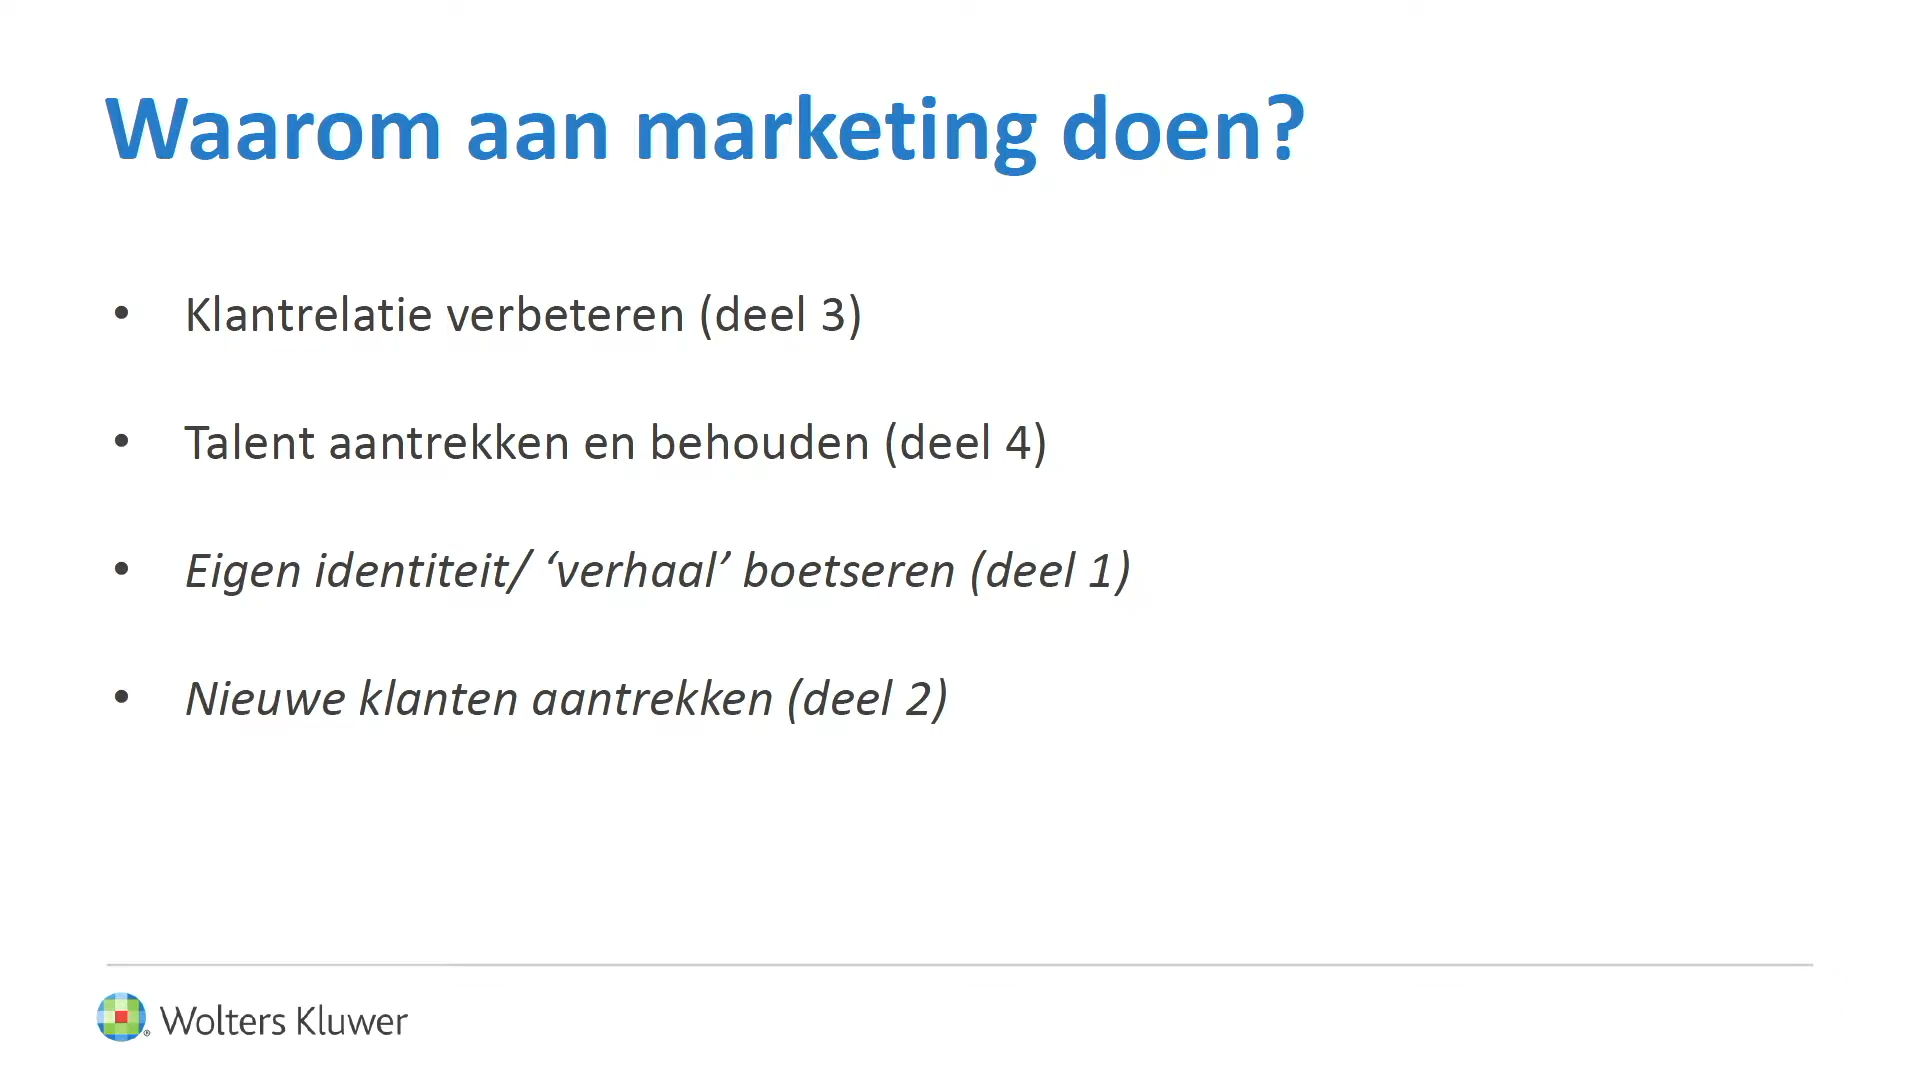 Waarom aan marketing doen?
• Klantrelatie verbeteren (deel 3)
• Talent aantrekken en behouden (deel 4)
• Eigen identiteit/ ‘verhaal’ boetseren (deel 1)
• Nieuwe klanten aantrekken (deel 2)
® Wolters Kluwer